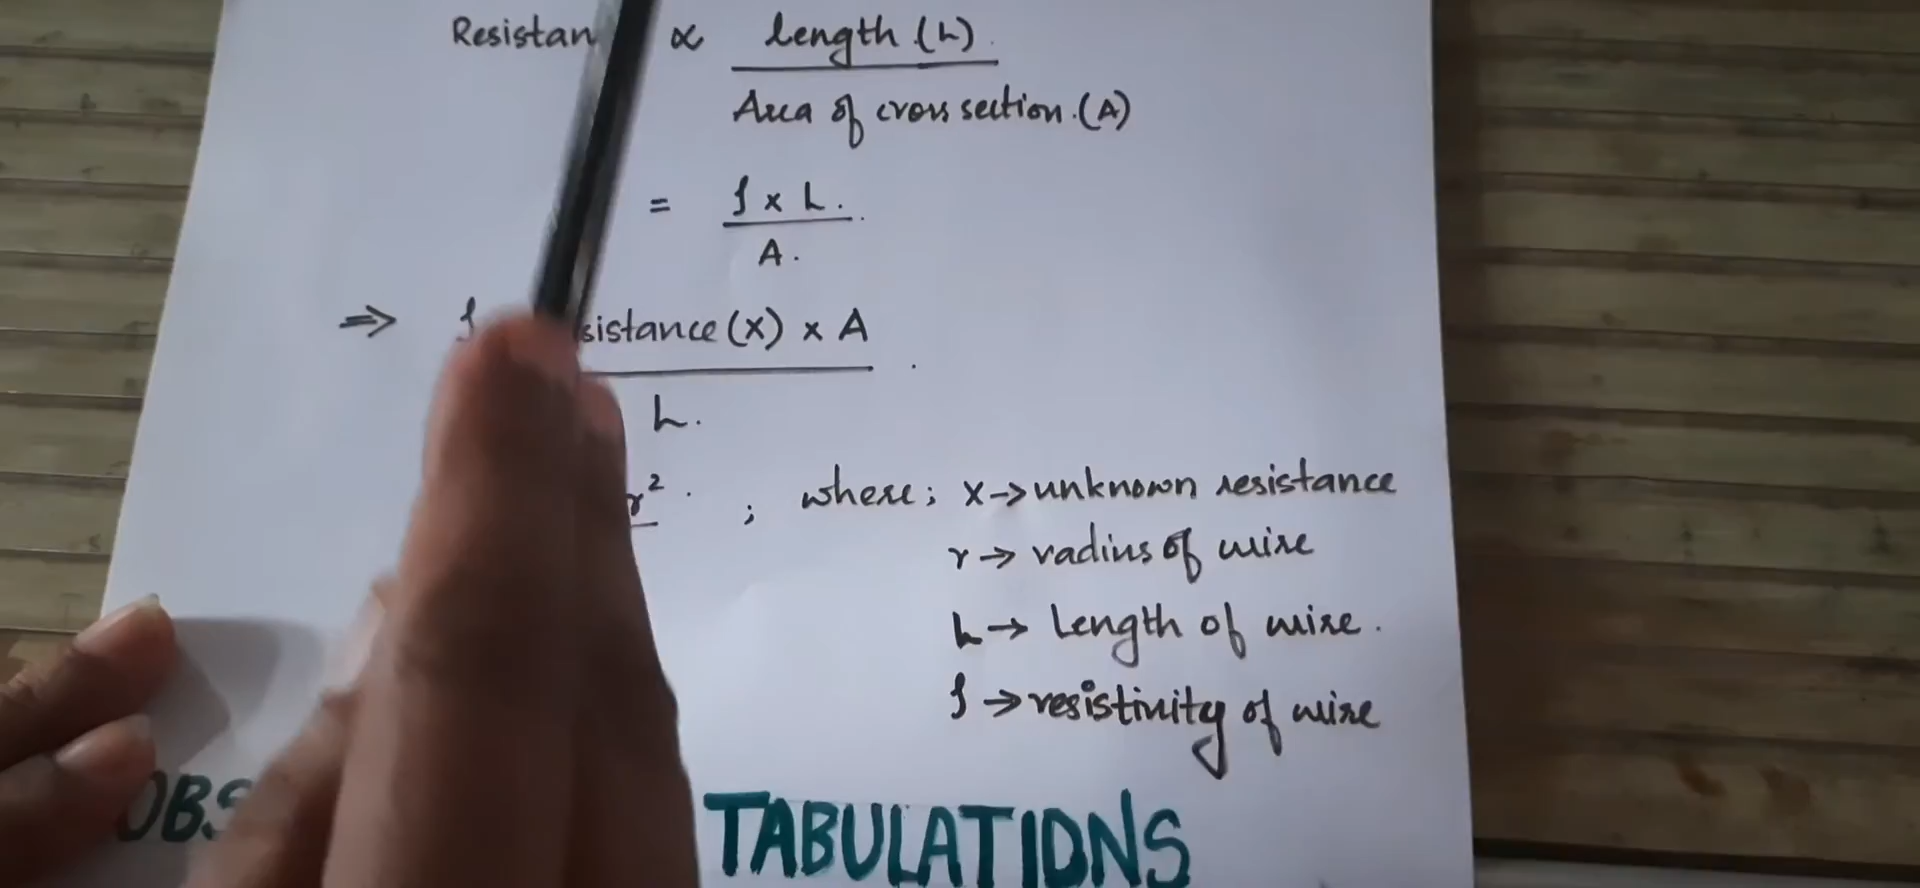 Resistan ∝ length (L)
Area of cross section. (A)
= ρ x L.
A.
⇒ ρ sistance (X) x A
L.
r² . ; where; X → unknown resistance
r → radius of wire
L → Length of wire.
ρ → resistivity of wire
OBS TABULATIONS